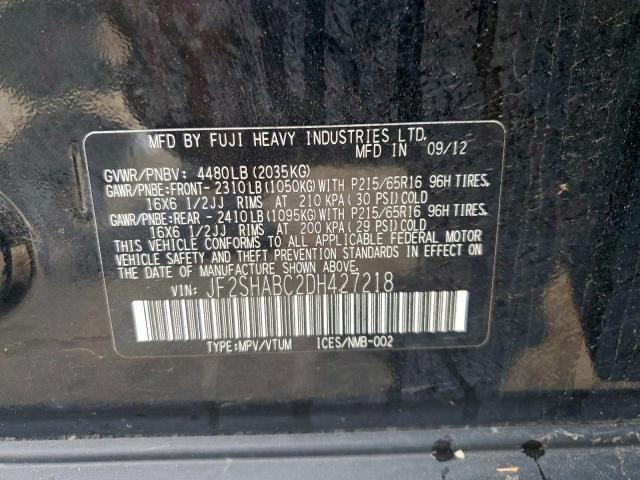 MFD BY FUJI HEAVY INDUSTRIES LTD.
MFD IN 09/12
GVWR/PNBV: 4480LB(2035KG)
GAWR/PNBE:FRONT-2310LB(1050KG)WITH P215/65R16 96H TIRES,
16X6 1/2JJ RIMS AT 210 KPA(30 PSI)COLD
GAWR/PNBE:REAR -2410LB(1095KG)WITH P215/65R16 96H TIRES,
16X6 1/2JJ RIMS AT 200 KPA(29 PSI)COLD
THIS VEHICLE CONFORMS TO ALL APPLICABLE FEDERAL MOTOR
VEHICLE SAFETY AND THEFT PREVENTION STANDARDS IN EFFECT ON
THE DATE OF MANUFACTURE SHOWN ABOVE.
VIN: JF2SHABC2DH427218
TYPE:MPV/VTUM ICES/NMB-002